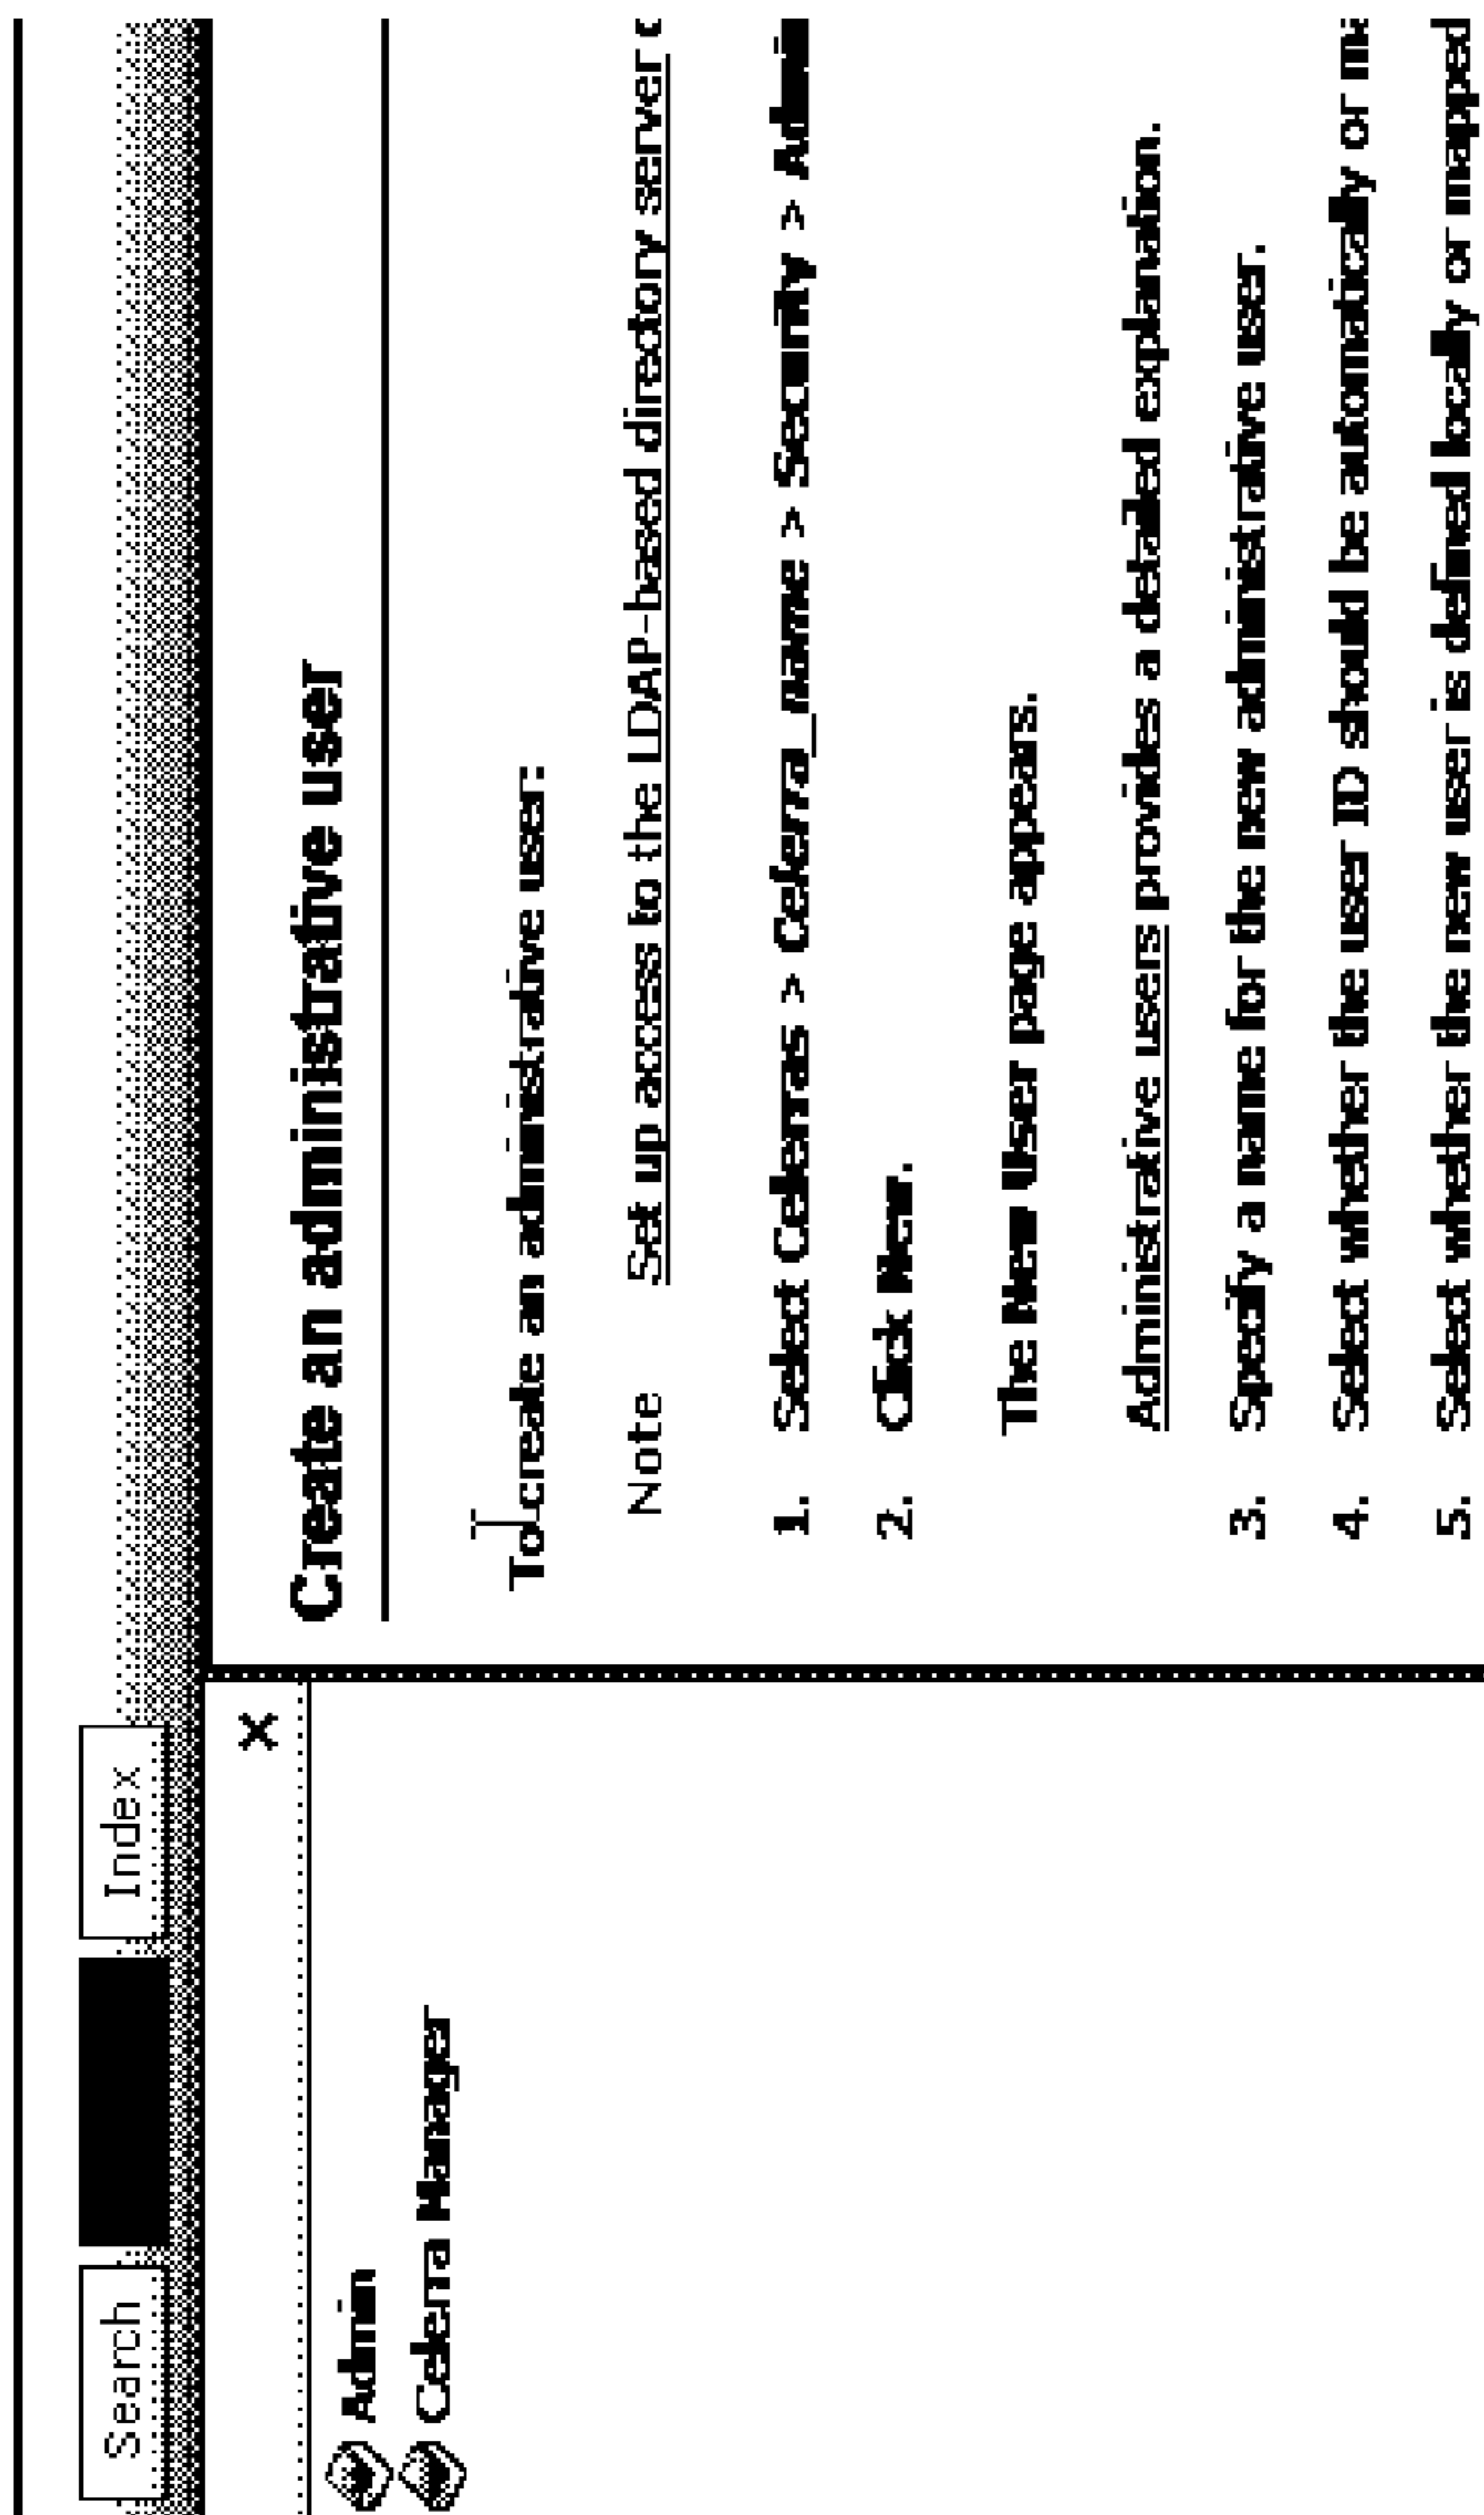 Search Index
Admin
Cadenra Manager
Create an administrative user
To create an administrative user
Note Set up access to the LDAP-based directory server
1. Select Caderras > Caderra_name > Security >
2. Click New.
The New User page appears.
Administrative users provides a detailed explanation.
3. Specify a name for the new administrative user.
4. Select whether the user ID should be automatically or
5. Select whether the new user is defined locally or mapped